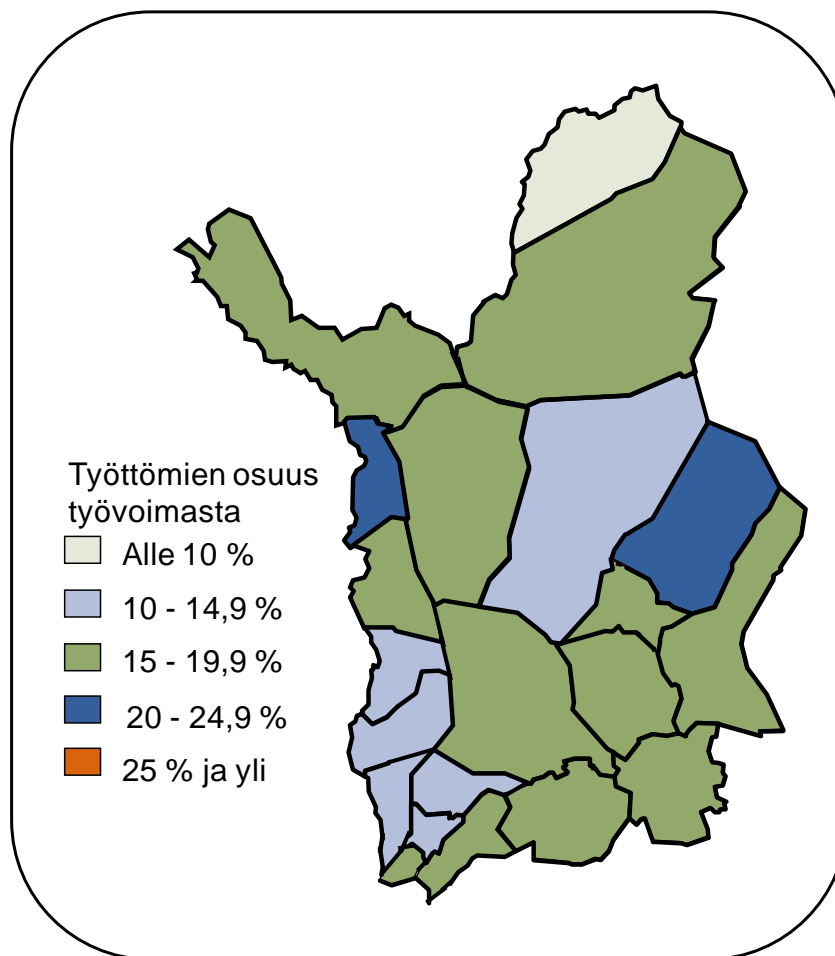 Työttömien osuus
työvoimasta
Alle 10 %
10 - 14,9 %
15 - 19,9 %
20 - 24,9 %
25 % ja yli